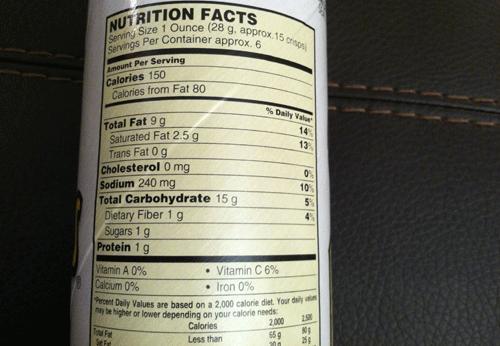 NUTRITION FACTS
Serving Size 1 Ounce (28 g, approx.15 crisps)
Servings Per Container approx. 6
Amount Per Serving
Calories 150
Calories from Fat 80
% Daily Value*
Total Fat 9 g 14%
Saturated Fat 2.5 g 13%
Trans Fat 0 g
Cholesterol 0 mg 0%
Sodium 240 mg 10%
Total Carbohydrate 15 g 5%
Dietary Fiber 1 g 4%
Sugars 1 g
Protein 1 g
Vitamin A 0% • Vitamin C 6%
Calcium 0% • Iron 0%
*Percent Daily Values are based on a 2,000 calorie diet. Your daily values
may be higher or lower depending on your calorie needs:
Calories 2,000 2,500
Total Fat Less than 65 g 80 g
Sat Fat 20 g 25 g